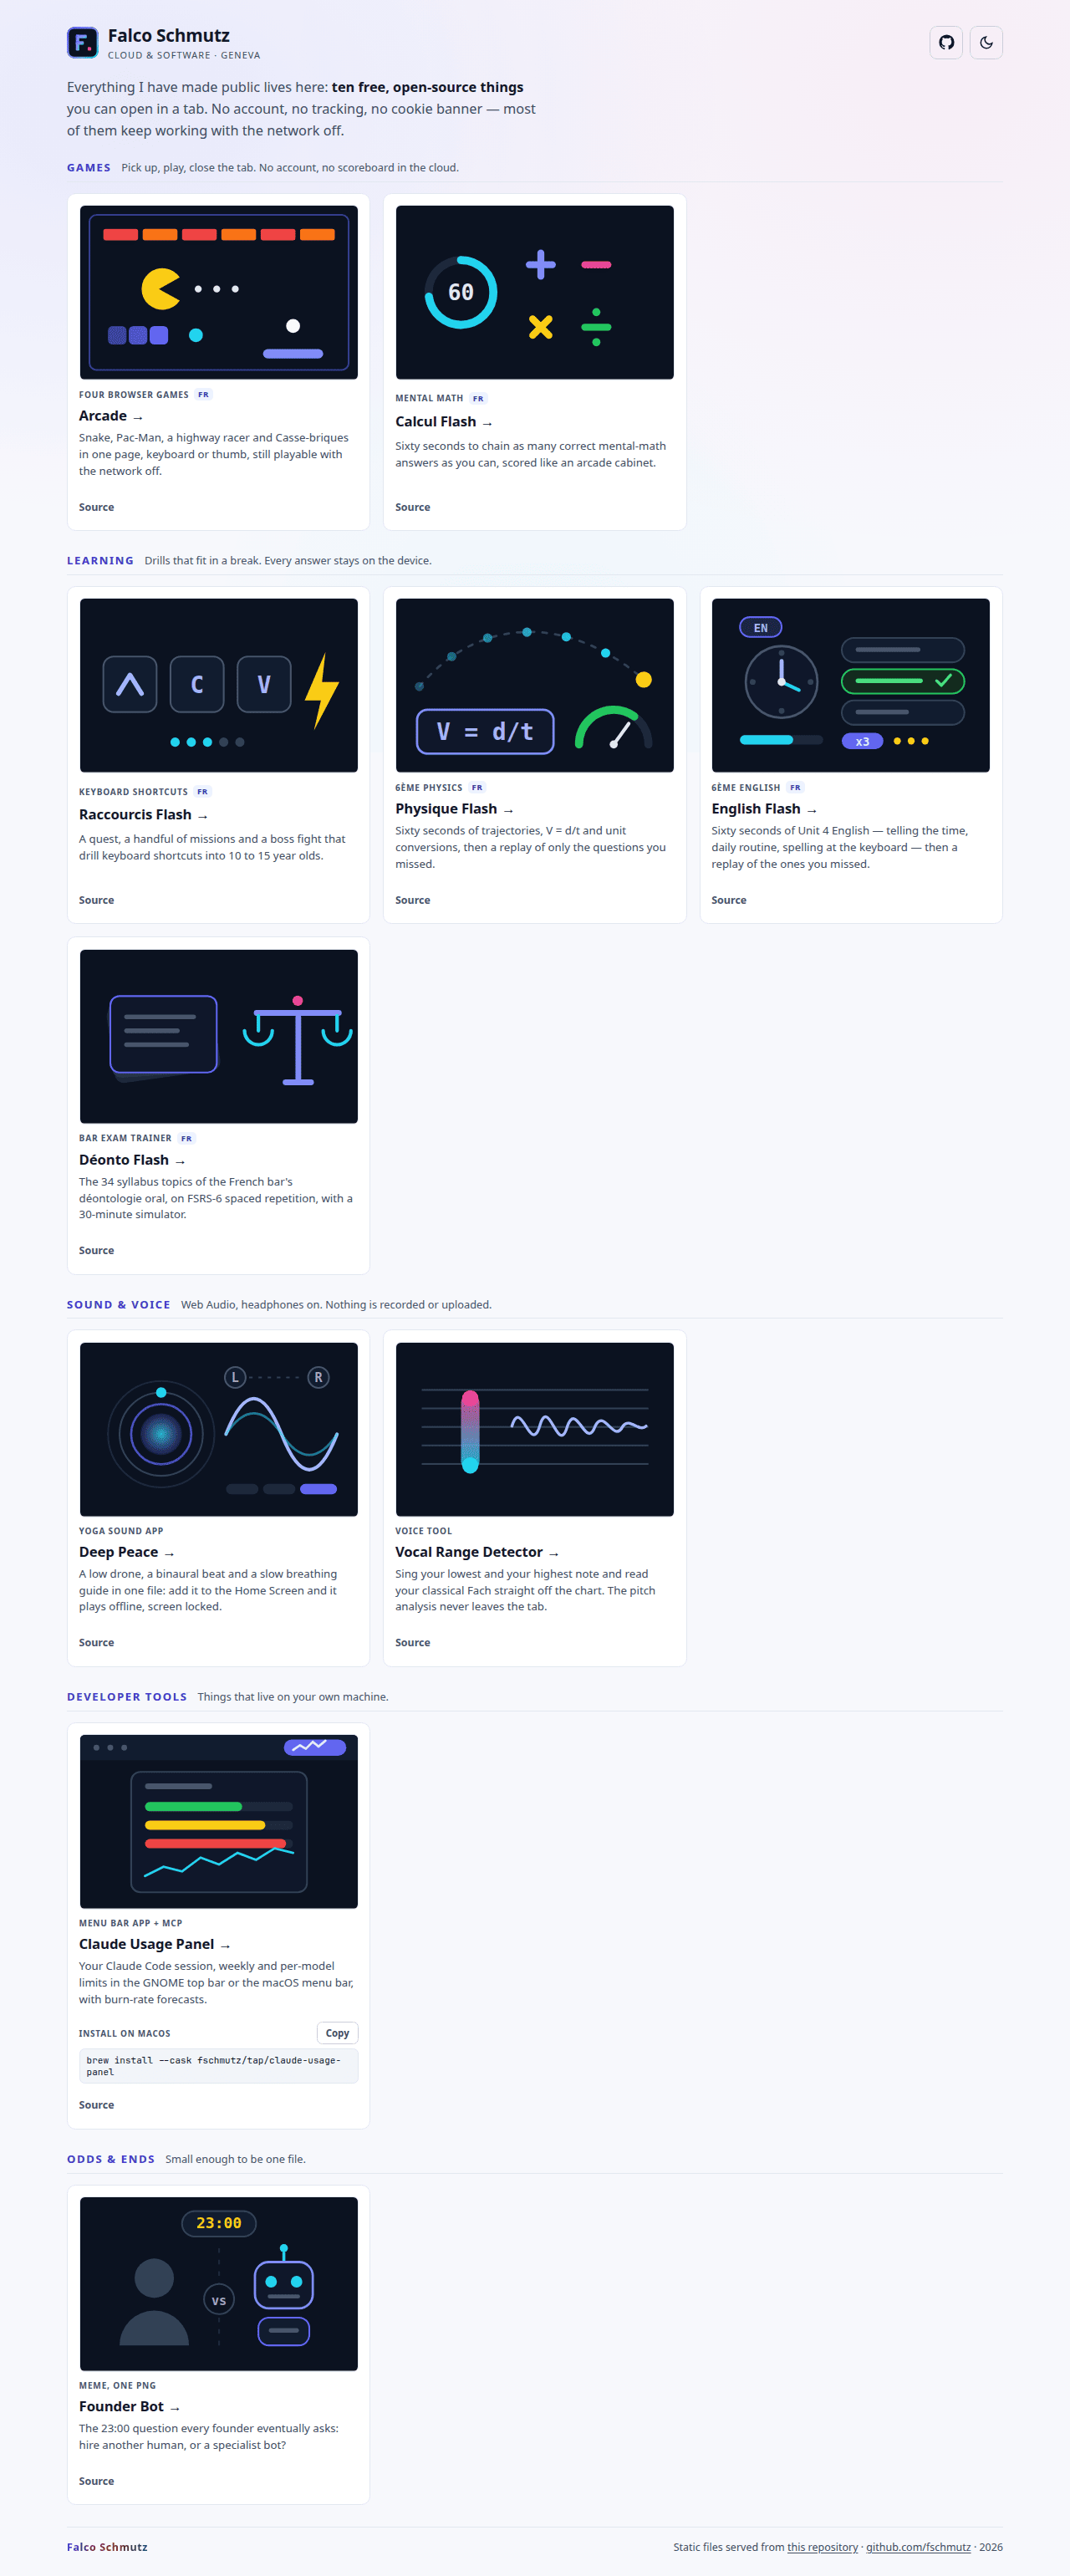 F.
Falco Schmutz
CLOUD & SOFTWARE · GENEVA
Everything I have made public lives here: ten free, open-source things
you can open in a tab. No account, no tracking, no cookie banner — most
of them keep working with the network off.
GAMES Pick up, play, close the tab. No account, no scoreboard in the cloud.
FOUR BROWSER GAMES FR
Arcade →
Snake, Pac-Man, a highway racer and Casse-briques
in one page, keyboard or thumb, still playable with
the network off.
Source
60
MENTAL MATH FR
Calcul Flash →
Sixty seconds to chain as many correct mental-math
answers as you can, scored like an arcade cabinet.
Source
LEARNING Drills that fit in a break. Every answer stays on the device.
C V
KEYBOARD SHORTCUTS FR
Raccourcis Flash →
A quest, a handful of missions and a boss fight that
drill keyboard shortcuts into 10 to 15 year olds.
Source
V = d/t
6ÈME PHYSICS FR
Physique Flash →
Sixty seconds of trajectories, V = d/t and unit
conversions, then a replay of only the questions you
missed.
Source
EN
x3
6ÈME ENGLISH FR
English Flash →
Sixty seconds of Unit 4 English — telling the time,
daily routine, spelling at the keyboard — then a
replay of the ones you missed.
Source
BAR EXAM TRAINER FR
Déonto Flash →
The 34 syllabus topics of the French bar's
déontologie oral, on FSRS-6 spaced repetition, with a
30-minute simulator.
Source
SOUND & VOICE Web Audio, headphones on. Nothing is recorded or uploaded.
L R
YOGA SOUND APP
Deep Peace →
A low drone, a binaural beat and a slow breathing
guide in one file: add it to the Home Screen and it
plays offline, screen locked.
Source
VOICE TOOL
Vocal Range Detector →
Sing your lowest and your highest note and read
your classical Fach straight off the chart. The pitch
analysis never leaves the tab.
Source
DEVELOPER TOOLS Things that live on your own machine.
MENU BAR APP + MCP
Claude Usage Panel →
Your Claude Code session, weekly and per-model
limits in the GNOME top bar or the macOS menu bar,
with burn-rate forecasts.
INSTALL ON MACOS Copy
brew install --cask fschmutz/tap/claude-usage-
panel
Source
ODDS & ENDS Small enough to be one file.
23:00
VS
MEME, ONE PNG
Founder Bot →
The 23:00 question every founder eventually asks:
hire another human, or a specialist bot?
Source
Falco Schmutz
Static files served from this repository · github.com/fschmutz · 2026